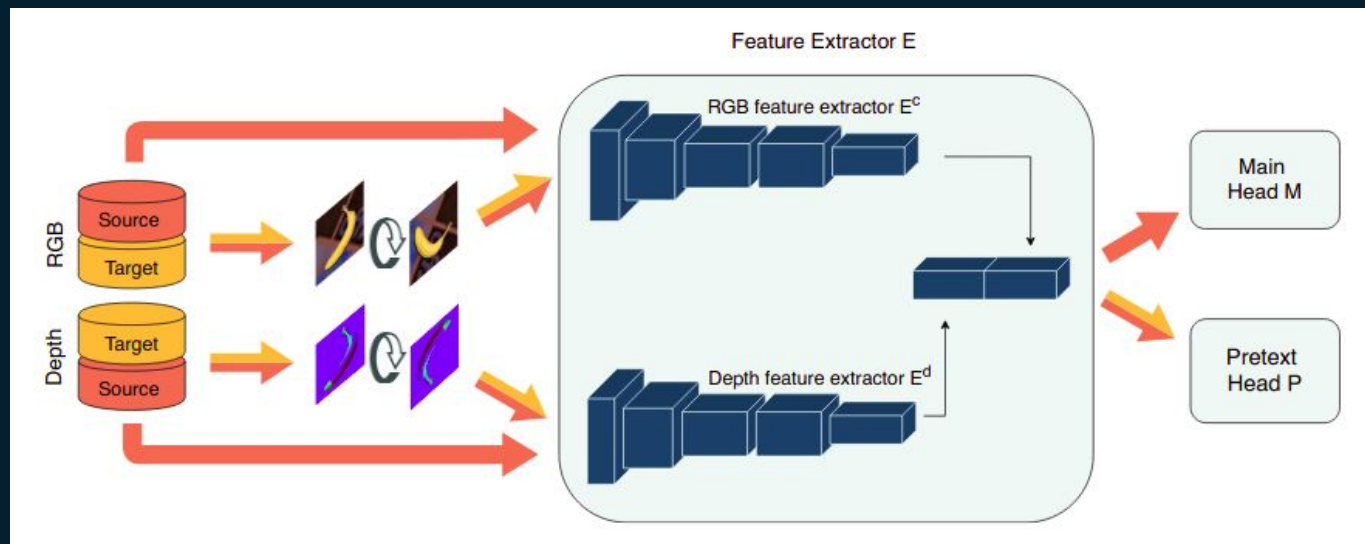 Feature Extractor E
RGB feature extractor E^c
RGB
Source
Target
Depth
Target
Source
Depth feature extractor E^d
Main
Head M
Pretext
Head P